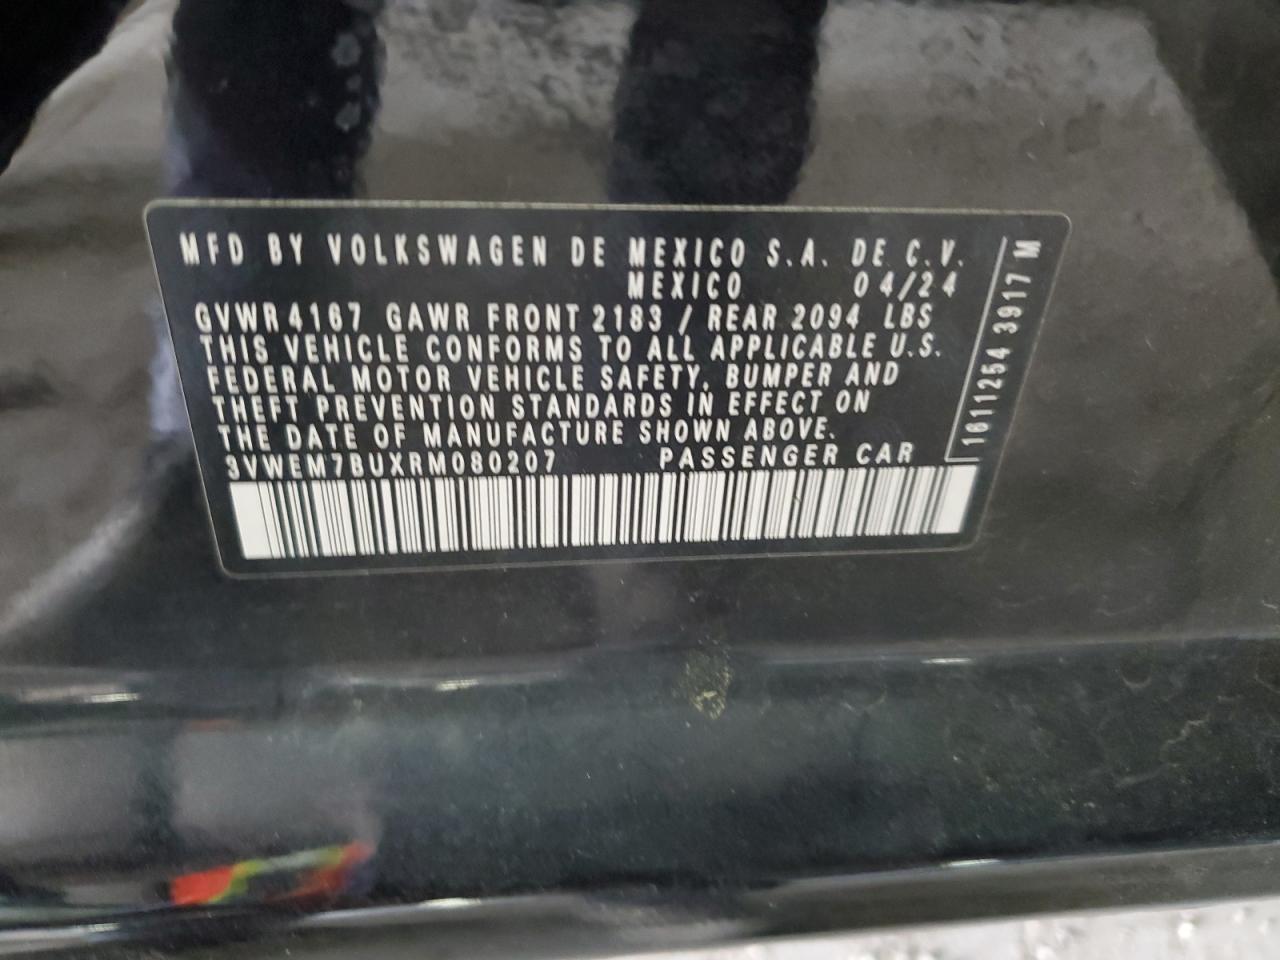 MFD BY VOLKSWAGEN DE MEXICO S.A. DE C.V.
MEXICO 04/24
GVWR 4167 GAWR FRONT 2183 / REAR 2094 LBS
THIS VEHICLE CONFORMS TO ALL APPLICABLE U.S.
FEDERAL MOTOR VEHICLE SAFETY, BUMPER AND
THEFT PREVENTION STANDARDS IN EFFECT ON
THE DATE OF MANUFACTURE SHOWN ABOVE.
3VWEM7BUXRM080207 PASSENGER CAR
1611254 3917 M